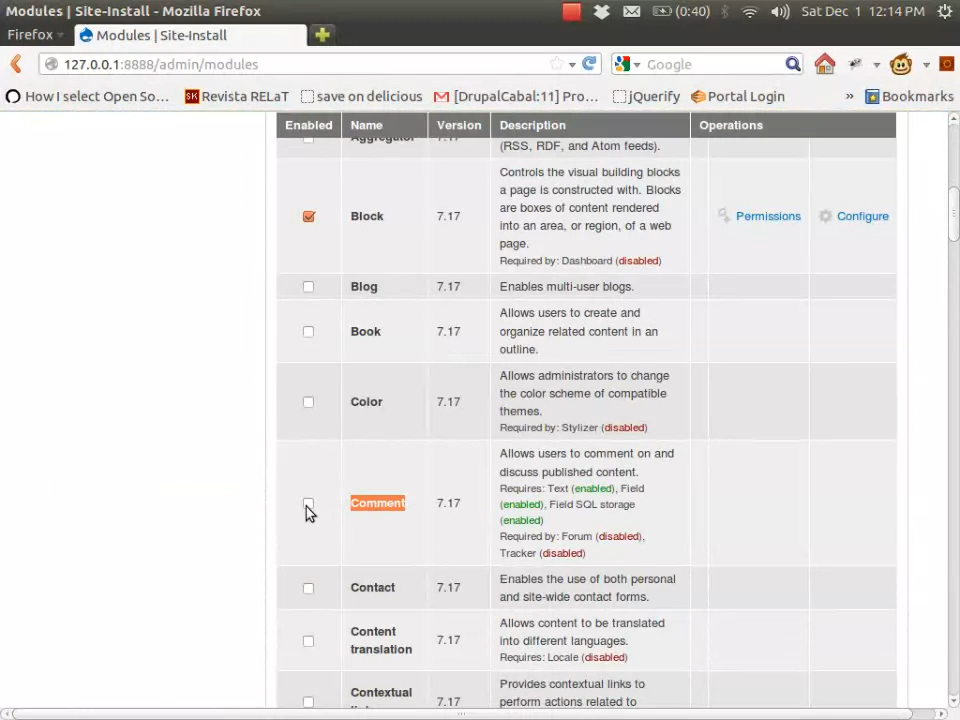 Modules | Site-Install - Mozilla Firefox
(0:40)
Sat Dec 1 12:14 PM
Firefox
Modules | Site-Install
127.0.0.1:8888/admin/modules
Google
How I select Open So...
Revista RELaT
save on delicious
[DrupalCabal:11] Pro...
jQuerify
Portal Login
»
Bookmarks
Enabled Name Version Description Operations
Aggregator 7.17
(RSS, RDF, and Atom feeds).
Block 7.17
Controls the visual building blocks
a page is constructed with. Blocks
are boxes of content rendered
into an area, or region, of a web
page.
Required by: Dashboard (disabled)
Permissions Configure
Blog 7.17 Enables multi-user blogs.
Book 7.17
Allows users to create and
organize related content in an
outline.
Color 7.17
Allows administrators to change
the color scheme of compatible
themes.
Required by: Stylizer (disabled)
Comment 7.17
Allows users to comment on and
discuss published content.
Requires: Text (enabled), Field
(enabled), Field SQL storage
(enabled)
Required by: Forum (disabled),
Tracker (disabled)
Contact 7.17
Enables the use of both personal
and site-wide contact forms.
Content
translation
7.17
Allows content to be translated
into different languages.
Requires: Locale (disabled)
Contextual
7.17
Provides contextual links to
perform actions related to